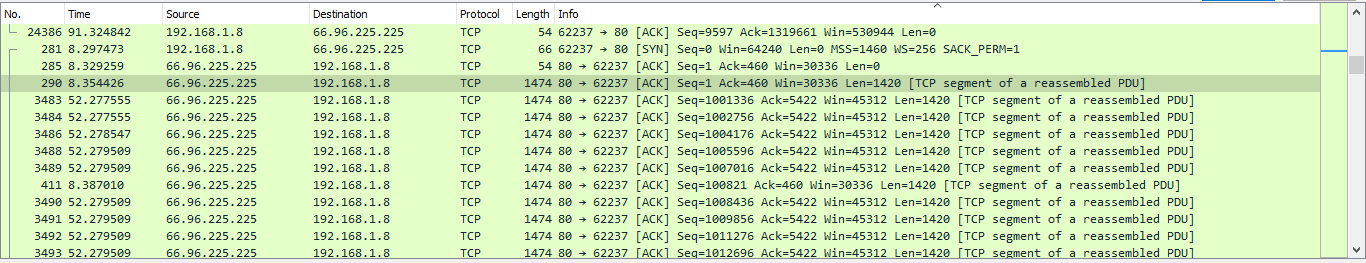 No. Time Source Destination Protocol Length Info
24386 91.324842 192.168.1.8 66.96.225.225 TCP 54 62237 → 80 [ACK] Seq=9597 Ack=1319661 Win=530944 Len=0
281 8.297473 192.168.1.8 66.96.225.225 TCP 66 62237 → 80 [SYN] Seq=0 Win=64240 Len=0 MSS=1460 WS=256 SACK_PERM=1
285 8.329259 66.96.225.225 192.168.1.8 TCP 54 80 → 62237 [ACK] Seq=1 Ack=460 Win=30336 Len=0
290 8.354426 66.96.225.225 192.168.1.8 TCP 1474 80 → 62237 [ACK] Seq=1 Ack=460 Win=30336 Len=1420 [TCP segment of a reassembled PDU]
3483 52.277555 66.96.225.225 192.168.1.8 TCP 1474 80 → 62237 [ACK] Seq=1001336 Ack=5422 Win=45312 Len=1420 [TCP segment of a reassembled PDU]
3484 52.277555 66.96.225.225 192.168.1.8 TCP 1474 80 → 62237 [ACK] Seq=1002756 Ack=5422 Win=45312 Len=1420 [TCP segment of a reassembled PDU]
3486 52.278547 66.96.225.225 192.168.1.8 TCP 1474 80 → 62237 [ACK] Seq=1004176 Ack=5422 Win=45312 Len=1420 [TCP segment of a reassembled PDU]
3488 52.279509 66.96.225.225 192.168.1.8 TCP 1474 80 → 62237 [ACK] Seq=1005596 Ack=5422 Win=45312 Len=1420 [TCP segment of a reassembled PDU]
3489 52.279509 66.96.225.225 192.168.1.8 TCP 1474 80 → 62237 [ACK] Seq=1007016 Ack=5422 Win=45312 Len=1420 [TCP segment of a reassembled PDU]
411 8.387010 66.96.225.225 192.168.1.8 TCP 1474 80 → 62237 [ACK] Seq=100821 Ack=460 Win=30336 Len=1420 [TCP segment of a reassembled PDU]
3490 52.279509 66.96.225.225 192.168.1.8 TCP 1474 80 → 62237 [ACK] Seq=1008436 Ack=5422 Win=45312 Len=1420 [TCP segment of a reassembled PDU]
3491 52.279509 66.96.225.225 192.168.1.8 TCP 1474 80 → 62237 [ACK] Seq=1009856 Ack=5422 Win=45312 Len=1420 [TCP segment of a reassembled PDU]
3492 52.279509 66.96.225.225 192.168.1.8 TCP 1474 80 → 62237 [ACK] Seq=1011276 Ack=5422 Win=45312 Len=1420 [TCP segment of a reassembled PDU]
3493 52.279509 66.96.225.225 192.168.1.8 TCP 1474 80 → 62237 [ACK] Seq=1012696 Ack=5422 Win=45312 Len=1420 [TCP segment of a reassembled PDU]